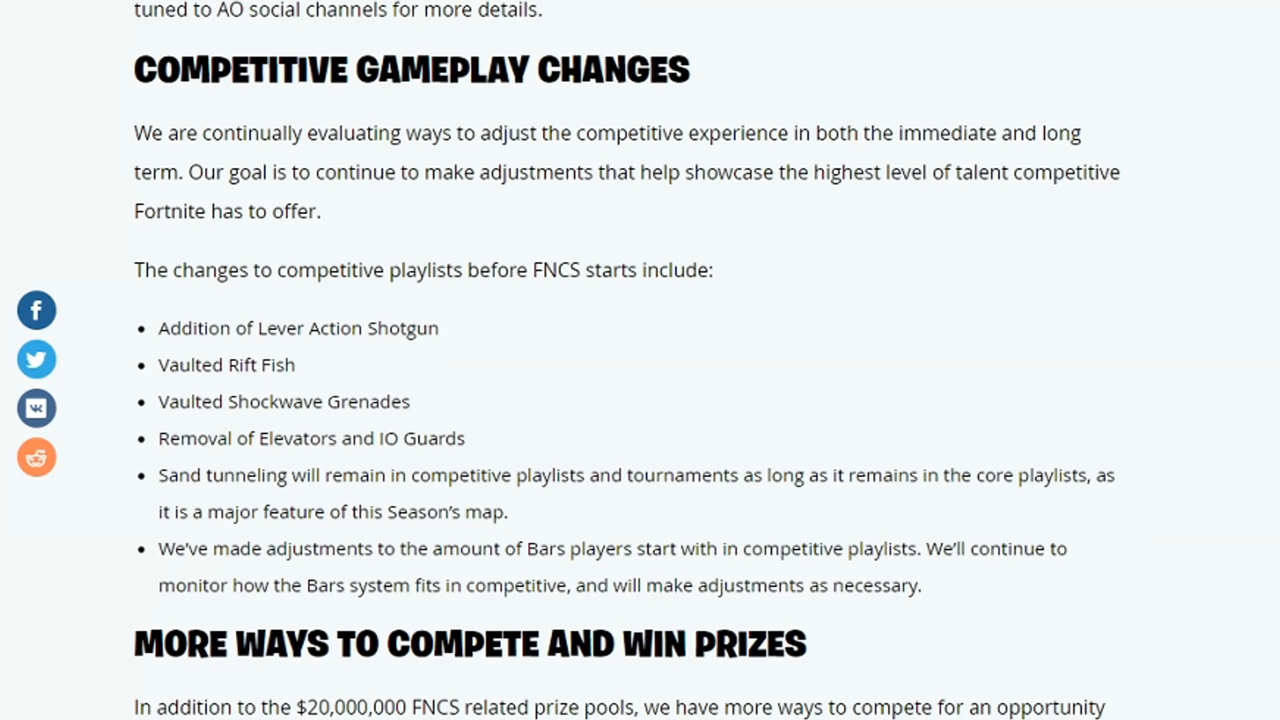 tuned to AO social channels for more details.
COMPETITIVE GAMEPLAY CHANGES
We are continually evaluating ways to adjust the competitive experience in both the immediate and long
term. Our goal is to continue to make adjustments that help showcase the highest level of talent competitive
Fortnite has to offer.
The changes to competitive playlists before FNCS starts include:
• Addition of Lever Action Shotgun
• Vaulted Rift Fish
• Vaulted Shockwave Grenades
• Removal of Elevators and IO Guards
• Sand tunneling will remain in competitive playlists and tournaments as long as it remains in the core playlists, as
it is a major feature of this Season's map.
• We've made adjustments to the amount of Bars players start with in competitive playlists. We'll continue to
monitor how the Bars system fits in competitive, and will make adjustments as necessary.
MORE WAYS TO COMPETE AND WIN PRIZES
In addition to the $20,000,000 FNCS related prize pools, we have more ways to compete for an opportunity